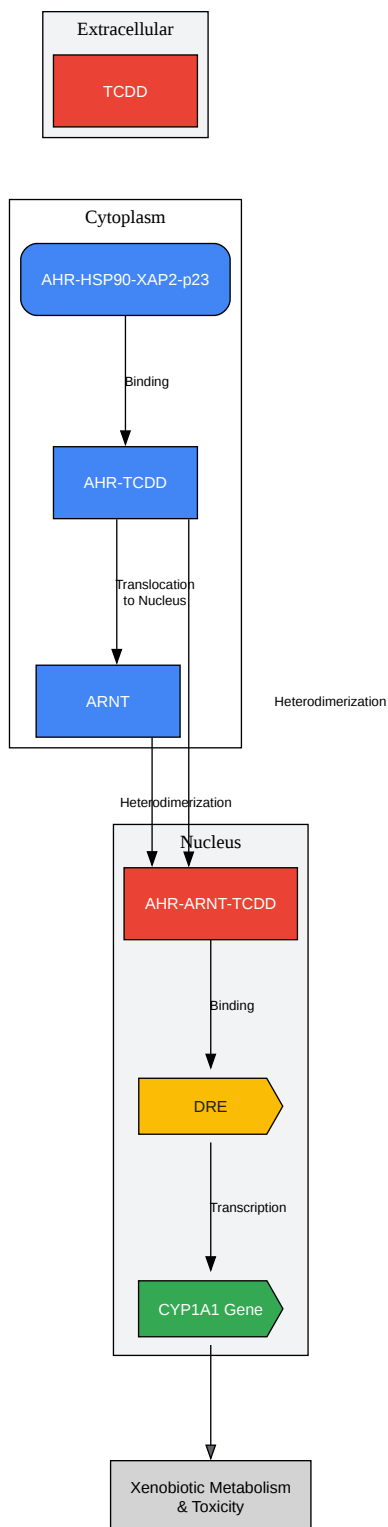 Extracellular
TCDD
Cytoplasm
AHR-HSP90-XAP2-p23
Binding
AHR-TCDD
Translocation
to Nucleus
ARNT
Heterodimerization
Heterodimerization
Nucleus
AHR-ARNT-TCDD
Binding
DRE
Transcription
CYP1A1 Gene
Xenobiotic Metabolism
& Toxicity